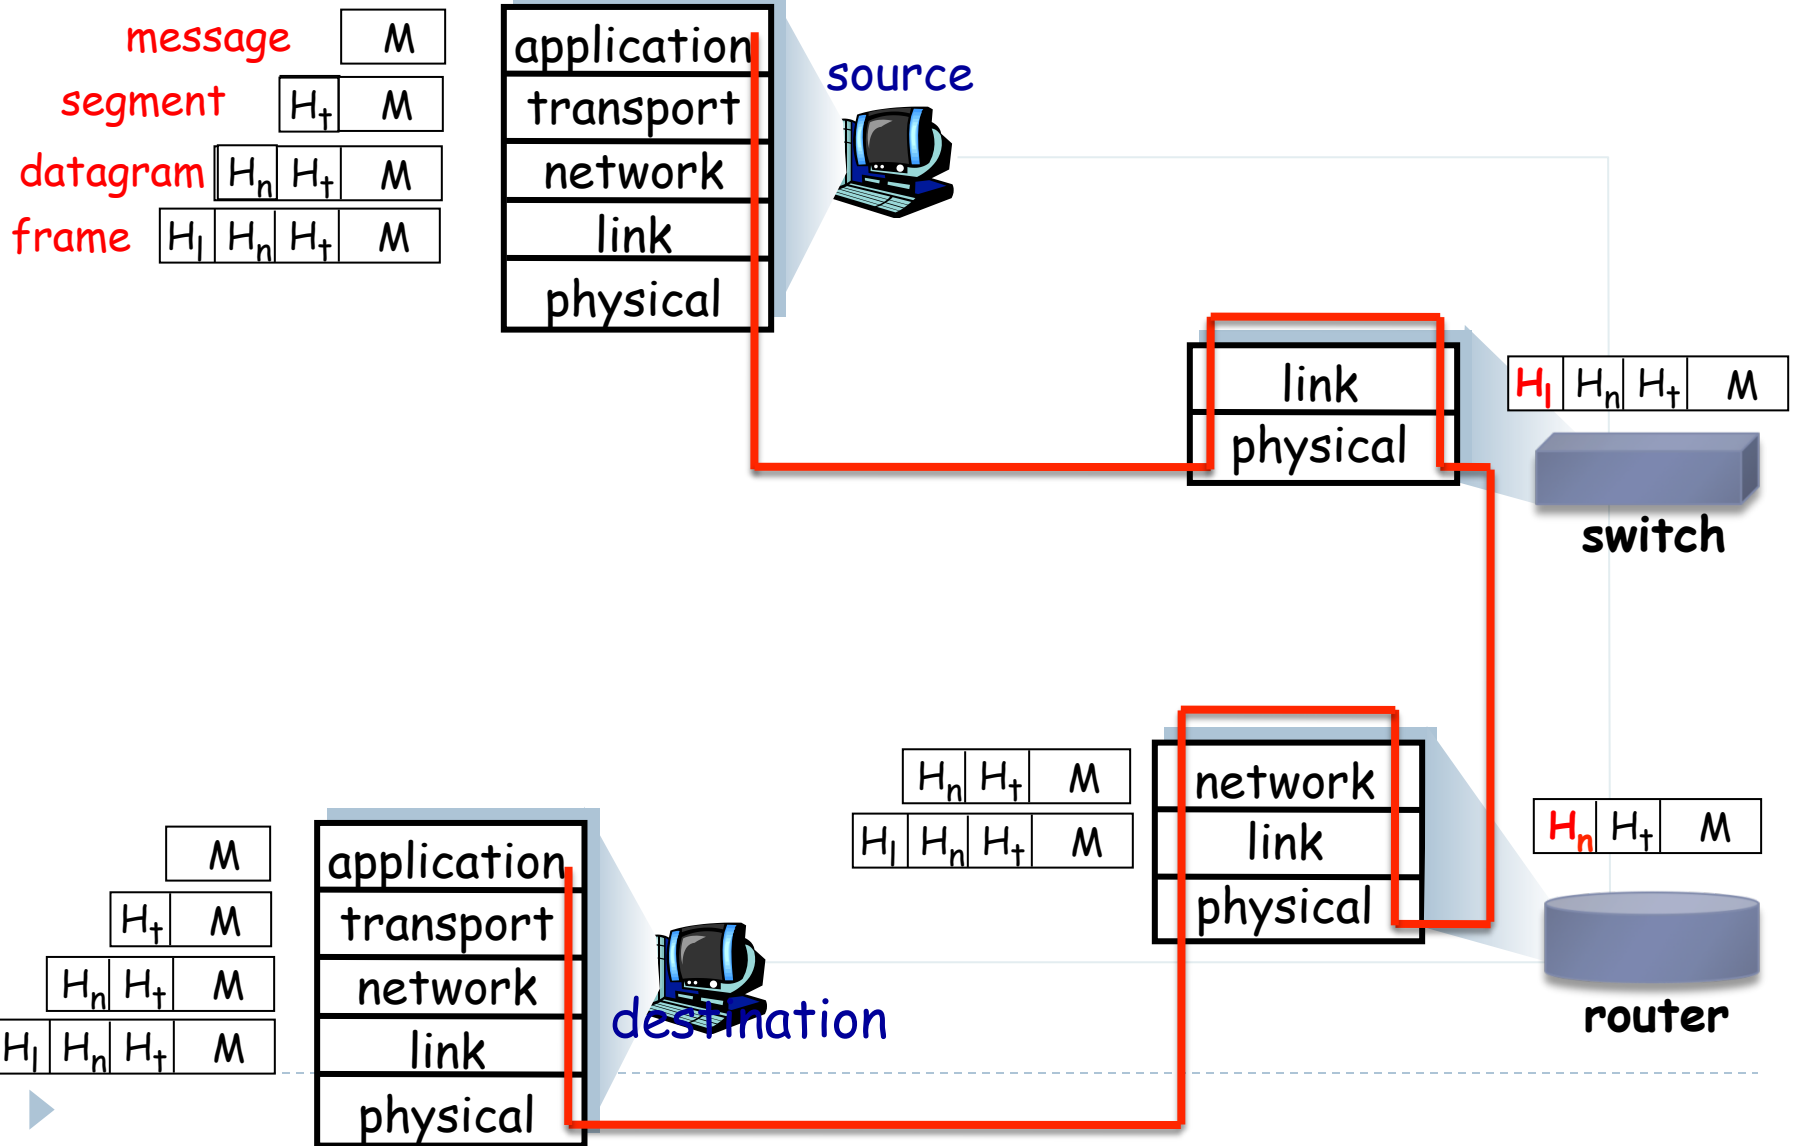 message M
segment Ht M
datagram Hn Ht M
frame Hl Hn Ht M
application
transport
network
link
physical
source
link
physical
Hl Hn Ht M
switch
Hn Ht M
Hl Hn Ht M
network
link
physical
Hn Ht M
router
M
Ht M
Hn Ht M
Hl Hn Ht M
application
transport
network
link
physical
destination